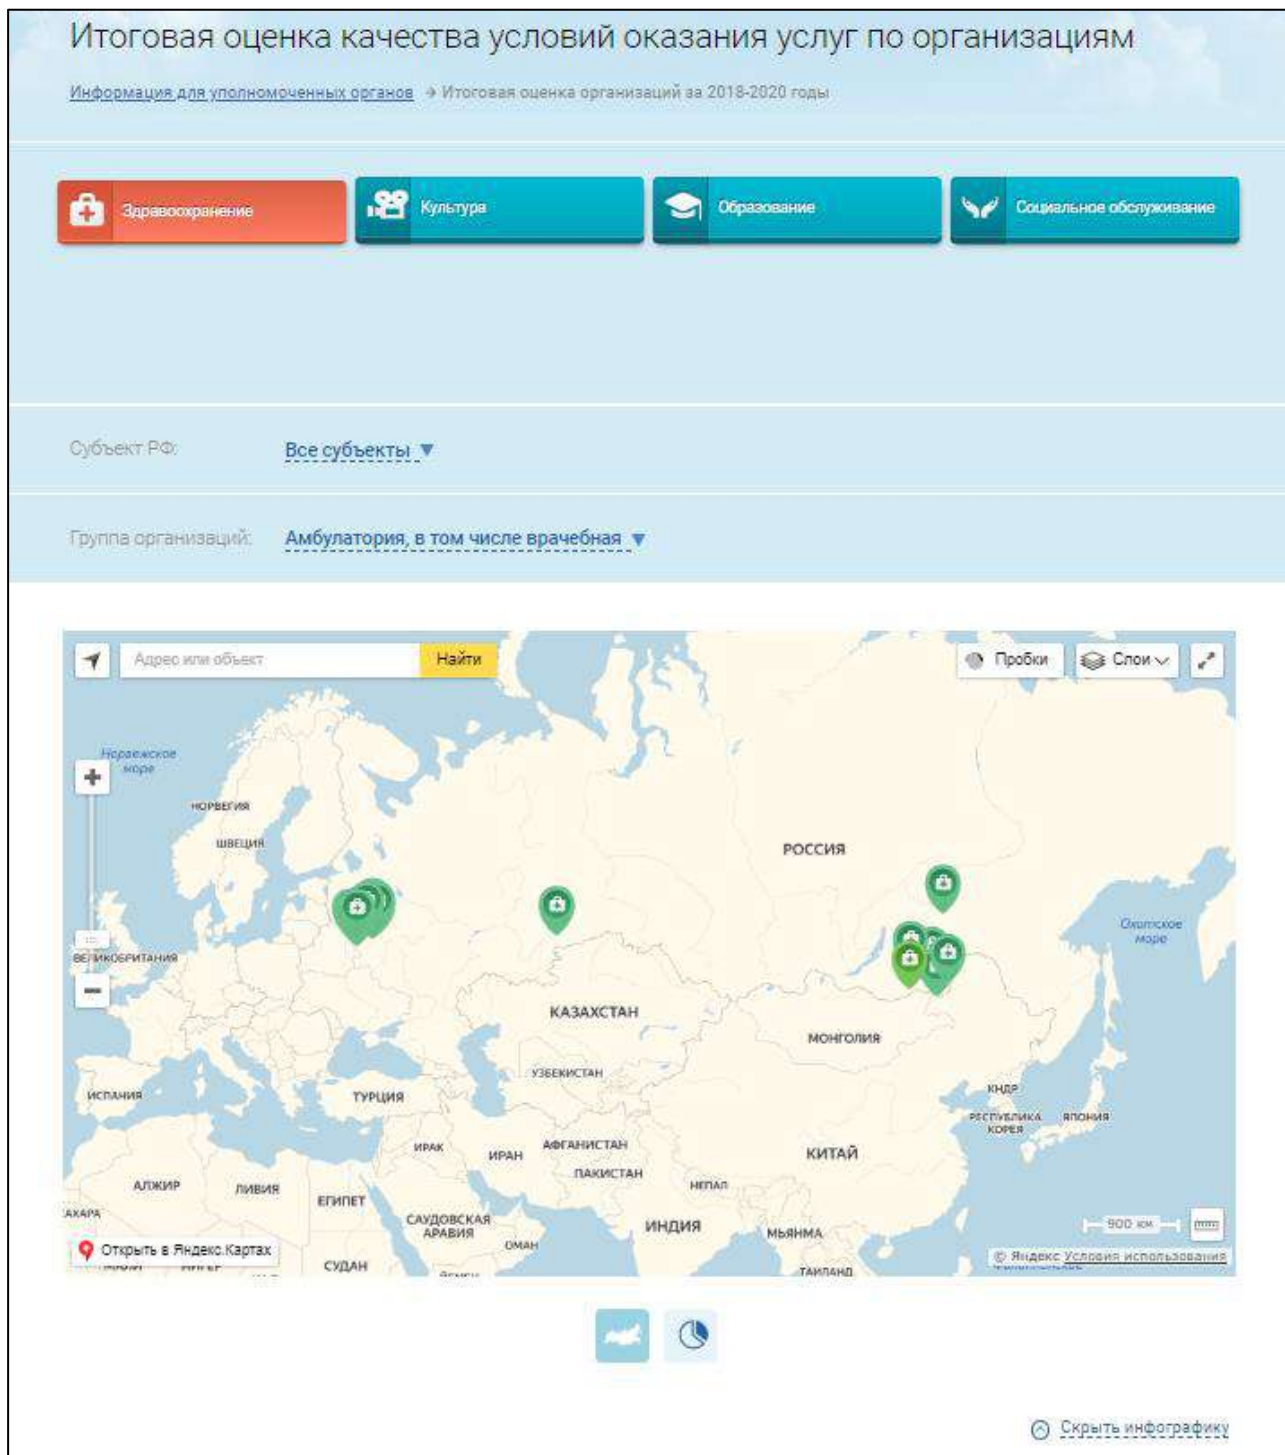 Итоговая оценка качества условий оказания услуг по организациям
Информация для уполномоченных органов → Итоговая оценка организаций за 2018-2020 годы
Здравоохранение
Культура
Образование
Социальное обслуживание
Субъект РФ:
Все субъекты ▼
Группа организаций:
Амбулатория, в том числе врачебная ▼
Адрес или объект
Найти
Пробки
Слои
Норвежское
море
НОРВЕГИЯ
ШВЕЦИЯ
РОССИЯ
Охотское
море
ВЕЛИКОБРИТАНИЯ
КАЗАХСТАН
МОНГОЛИЯ
УЗБЕКИСТАН
ИСПАНИЯ
ТУРЦИЯ
КНДР
РЕСПУБЛИКА
КОРЕЯ
ЯПОНИЯ
ИРАК
ИРАН
АФГАНИСТАН
ПАКИСТАН
КИТАЙ
НЕПАЛ
АЛЖИР
ЛИВИЯ
ЕГИПЕТ
САУДОВСКАЯ
АРАВИЯ
ОМАН
ИНДИЯ
МЬЯНМА
900 км
Открыть в Яндекс.Картах
СУДАН
ТАИЛАНД
© Яндекс Условия использования
Скрыть инфографику